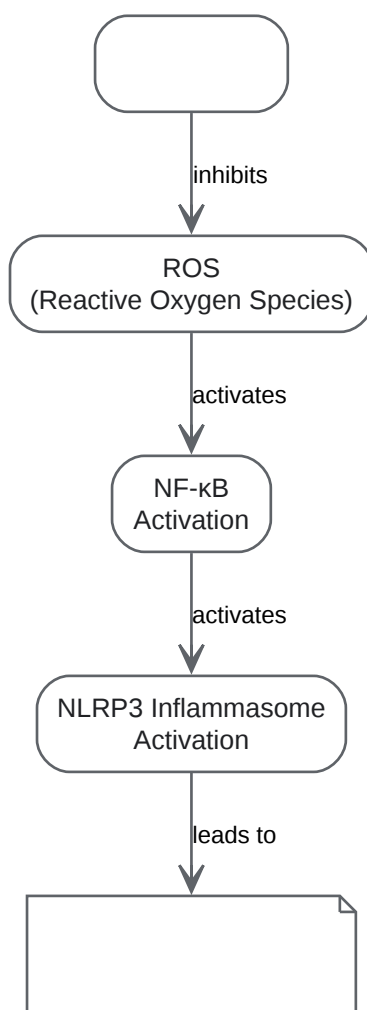 inhibits
ROS
(Reactive Oxygen Species)
activates
NF-κB
Activation
activates
NLRP3 Inflammasome
Activation
leads to